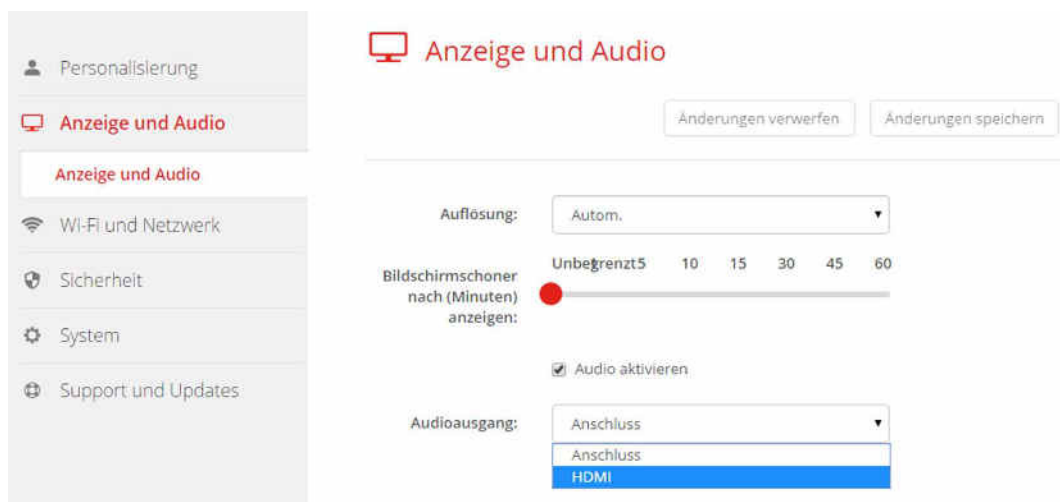 Personalisierung
Anzeige und Audio
Anzeige und Audio
Wi-Fi und Netzwerk
Sicherheit
System
Support und Updates
Anzeige und Audio
Änderungen verwerfen
Änderungen speichern
Auflösung:
Autom.
Bildschirmschoner
nach (Minuten)
anzeigen:
Unbegrenzt 1 5 10 15 30 45 60
Audio aktivieren
Audioausgang:
Anschluss
Anschluss
HDMI